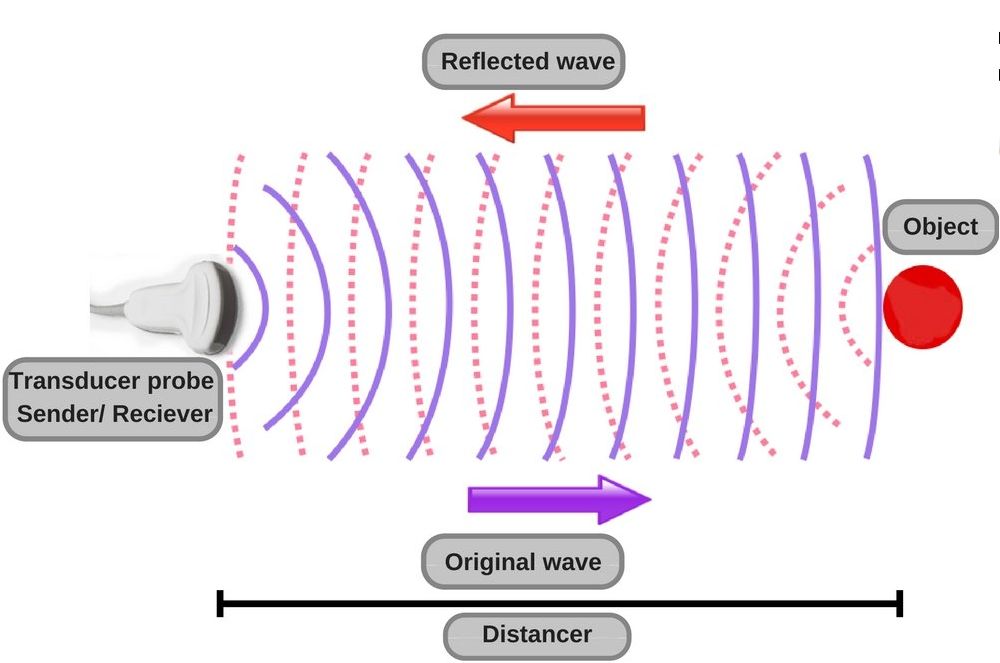 Reflected wave
Object
Transducer probe
Sender/ Reciever
Original wave
Distancer